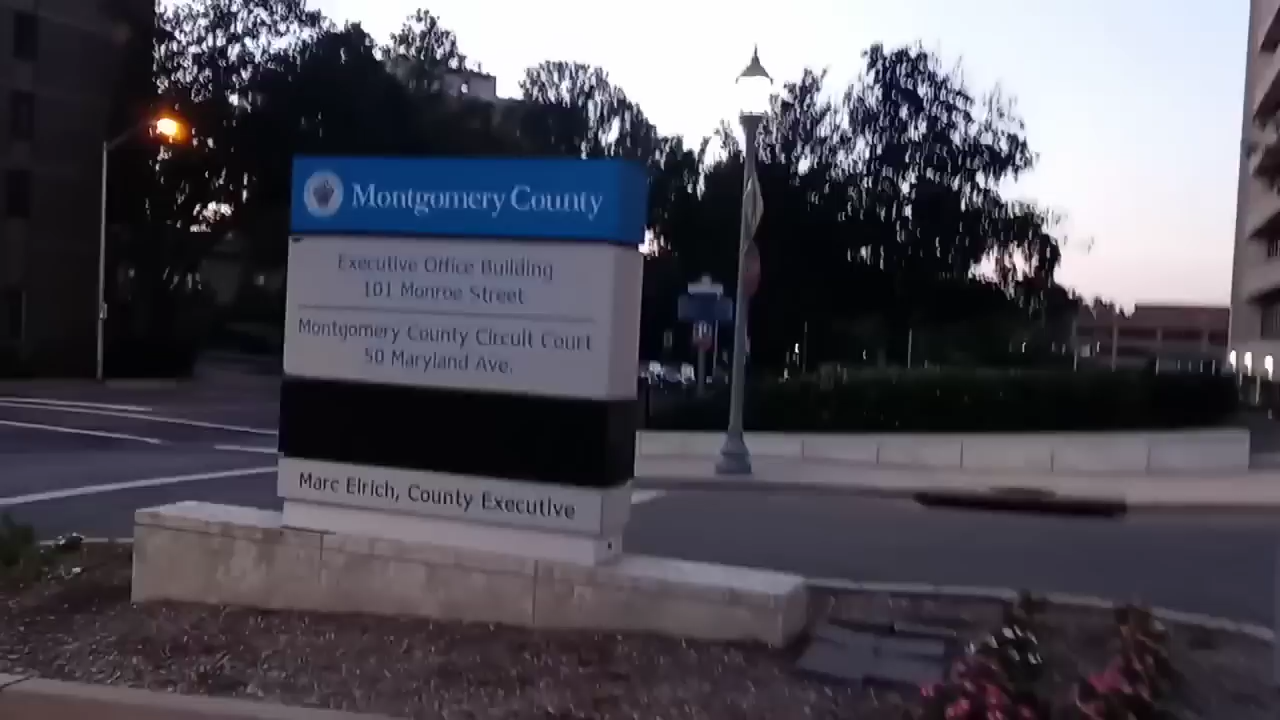 Montgomery County
Executive Office Building
101 Monroe Street
Montgomery County Circuit Court
50 Maryland Ave.
Marc Elrich, County Executive